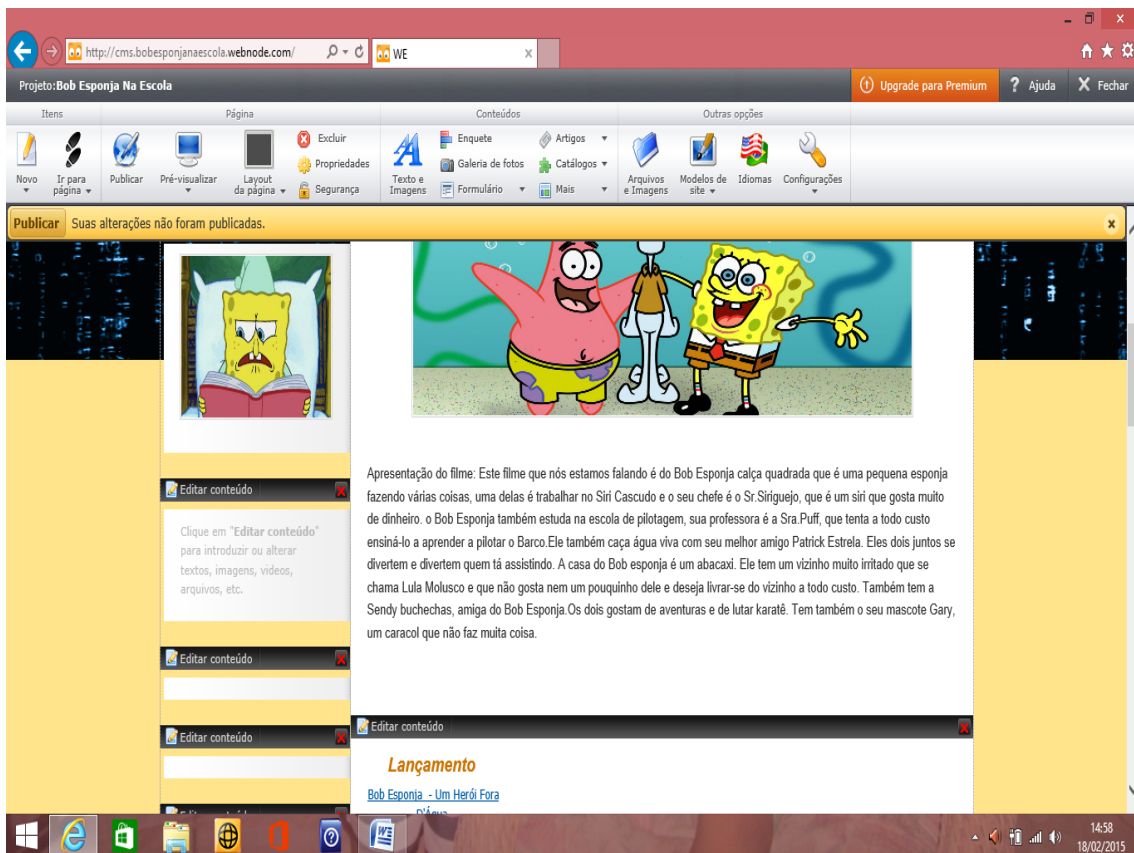 http://cms.bobesponjanaescola.webnode.com/
WE
Projeto:Bob Esponja Na Escola
Upgrade para Premium
? Ajuda
X Fechar
Itens
Página
Conteúdos
Outras opções
Novo
Ir para página
Publicar
Pré-visualizar
Layout da página
Excluir
Propriedades
Segurança
Texto e Imagens
Enquete
Galeria de fotos
Formulário
Artigos
Catálogos
Mais
Arquivos e Imagens
Modelos de site
Idiomas
Configurações
Publicar Suas alterações não foram publicadas.
Editar conteúdo
Clique em "Editar conteúdo"
para introduzir ou alterar
textos, imagens, videos,
arquivos, etc.
Editar conteúdo
Editar conteúdo
Apresentação do filme: Este filme que nós estamos falando é do Bob Esponja calça quadrada que é uma pequena esponja
fazendo várias coisas, uma delas é trabalhar no Siri Cascudo e o seu chefe é o Sr.Siriguejo, que é um siri que gosta muito
de dinheiro. o Bob Esponja também estuda na escola de pilotagem, sua professora é a Sra.Puff, que tenta a todo custo
ensiná-lo a aprender a pilotar o Barco.Ele também caça água viva com seu melhor amigo Patrick Estrela. Eles dois juntos se
divertem e divertem quem tá assistindo. A casa do Bob esponja é um abacaxi. Ele tem um vizinho muito irritado que se
chama Lula Molusco e que não gosta nem um pouquinho dele e deseja livrar-se do vizinho a todo custo. Também tem a
Sendy buchechas, amiga do Bob Esponja.Os dois gostam de aventuras e de lutar karatê. Tem também o seu mascote Gary,
um caracol que não faz muita coisa.
Editar conteúdo
Lançamento
Bob Esponja - Um Herói Fora
D'Água
14:58
18/02/2015